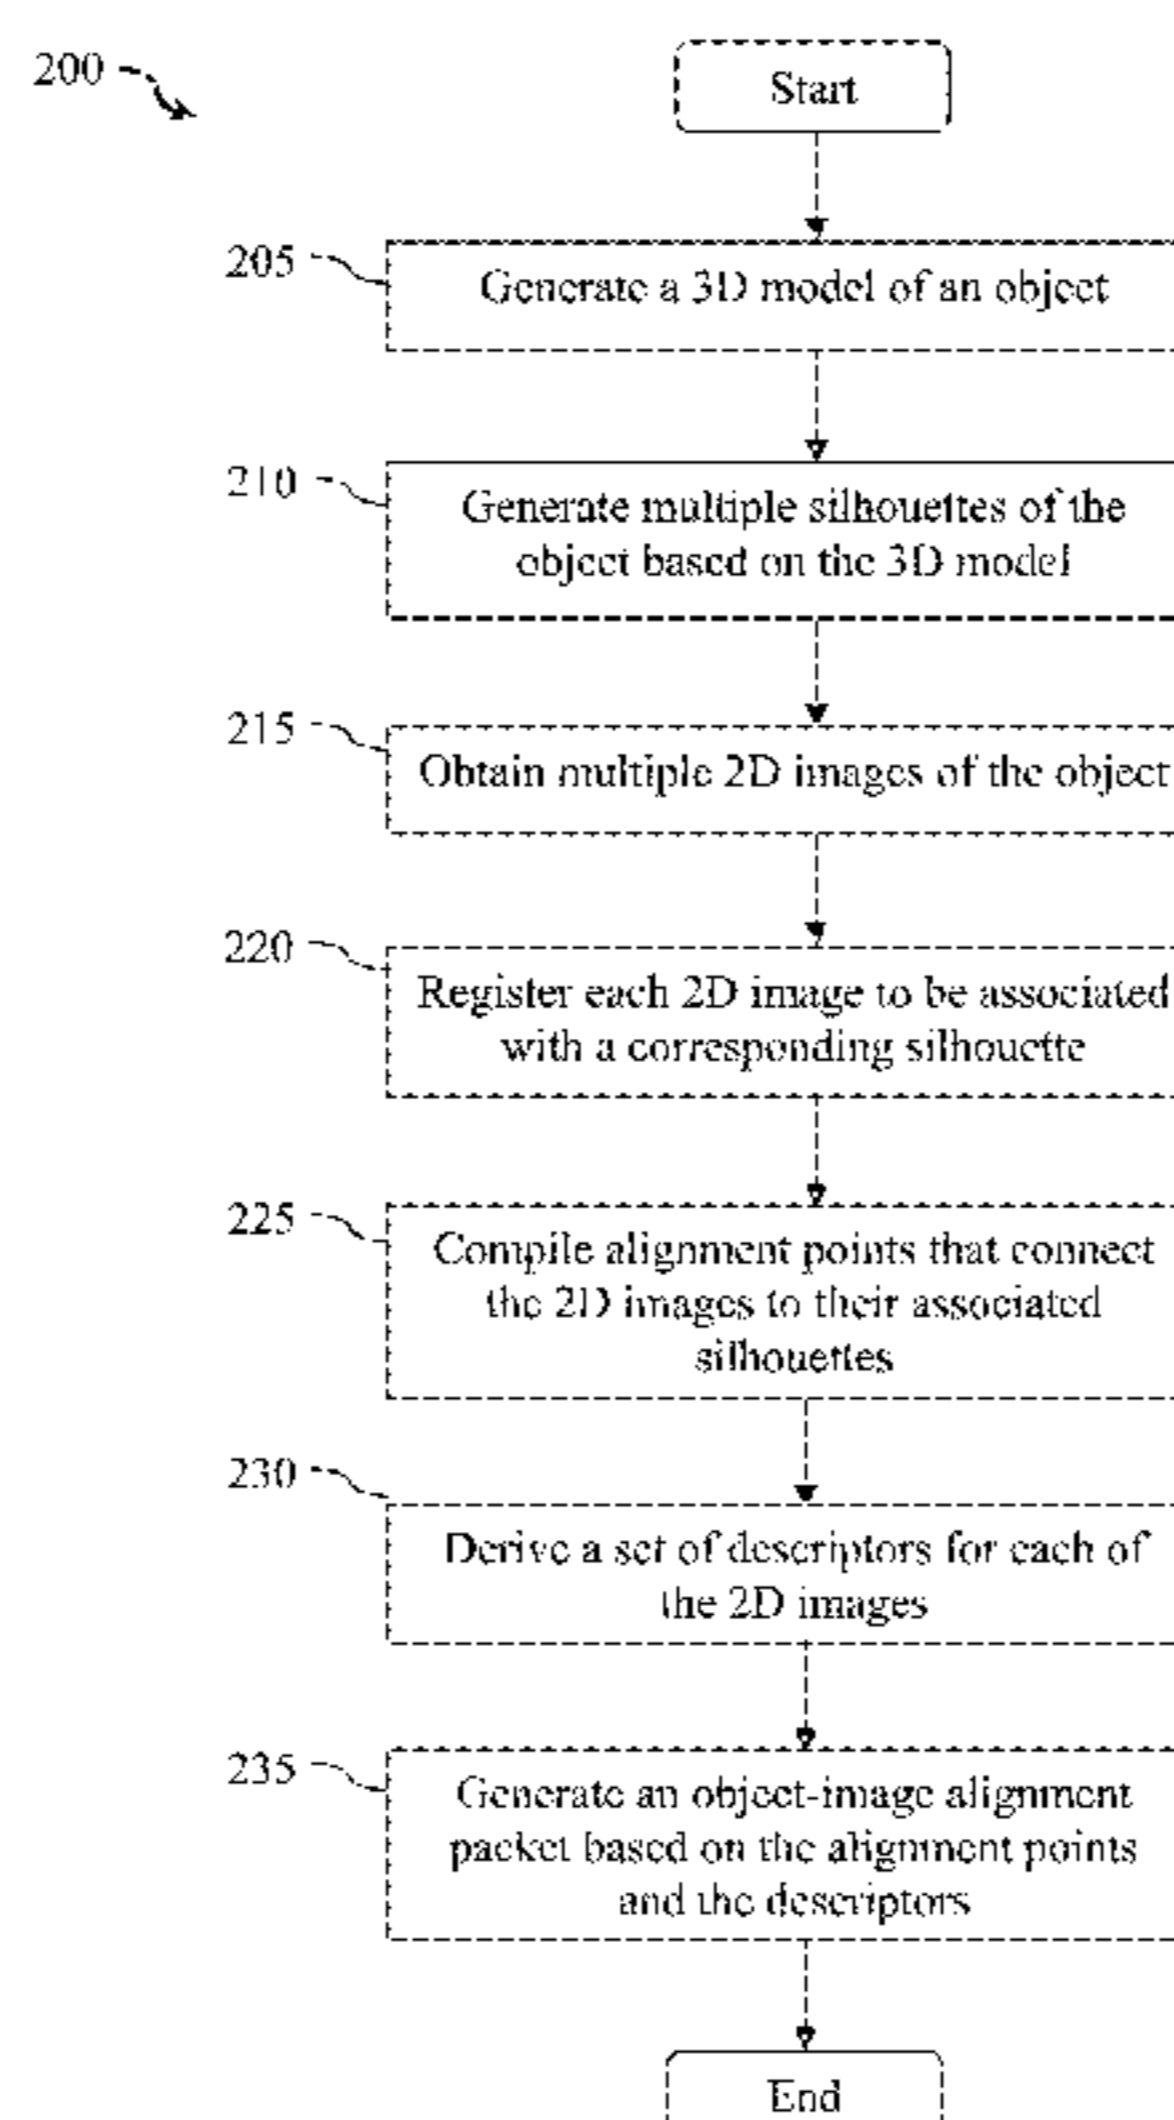 200
Start
205
Generate a 3D model of an object
210
Generate multiple silhouettes of the
object based on the 3D model
215
Obtain multiple 2D images of the object
220
Register each 2D image to be associated
with a corresponding silhouette
225
Compile alignment points that connect
the 2D images to their associated
silhouettes
230
Derive a set of descriptors for each of
the 2D images
235
Generate an object-image alignment
packet based on the alignment points
and the descriptors
End